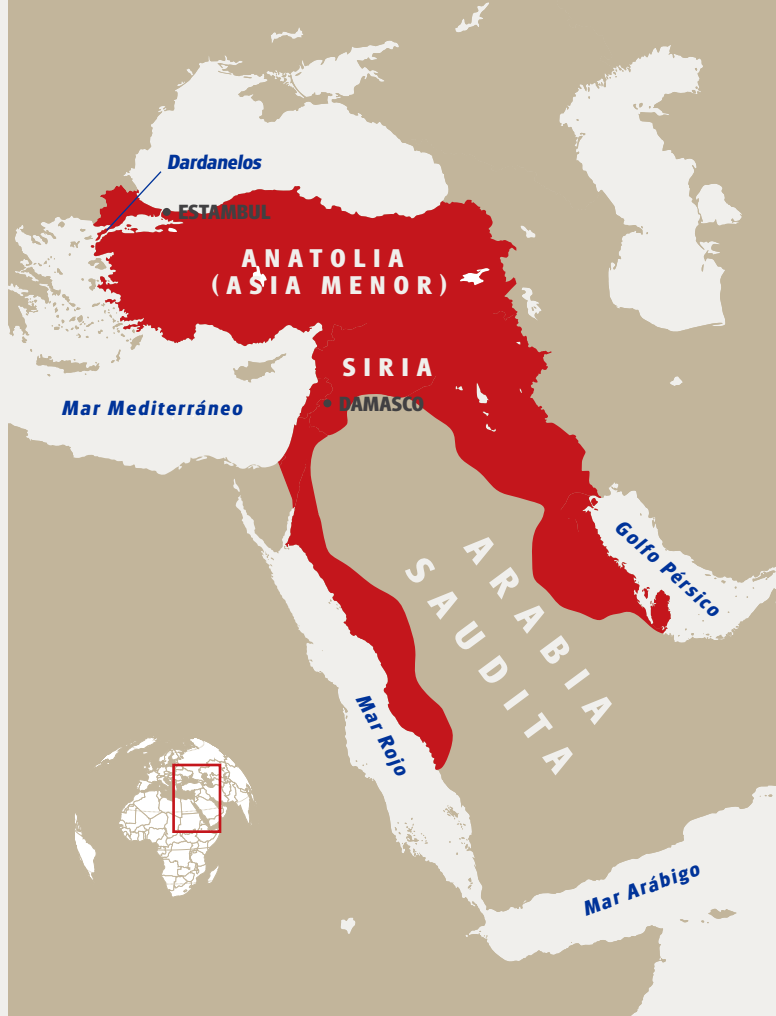 Dardanelos
ESTAMBUL
ANATOLIA
(ASIA MENOR)
SIRIA
Mar Mediterráneo
DAMASCO
Golfo Pérsico
ARABIA
SAUDITA
Mar Rojo
Mar Arábigo